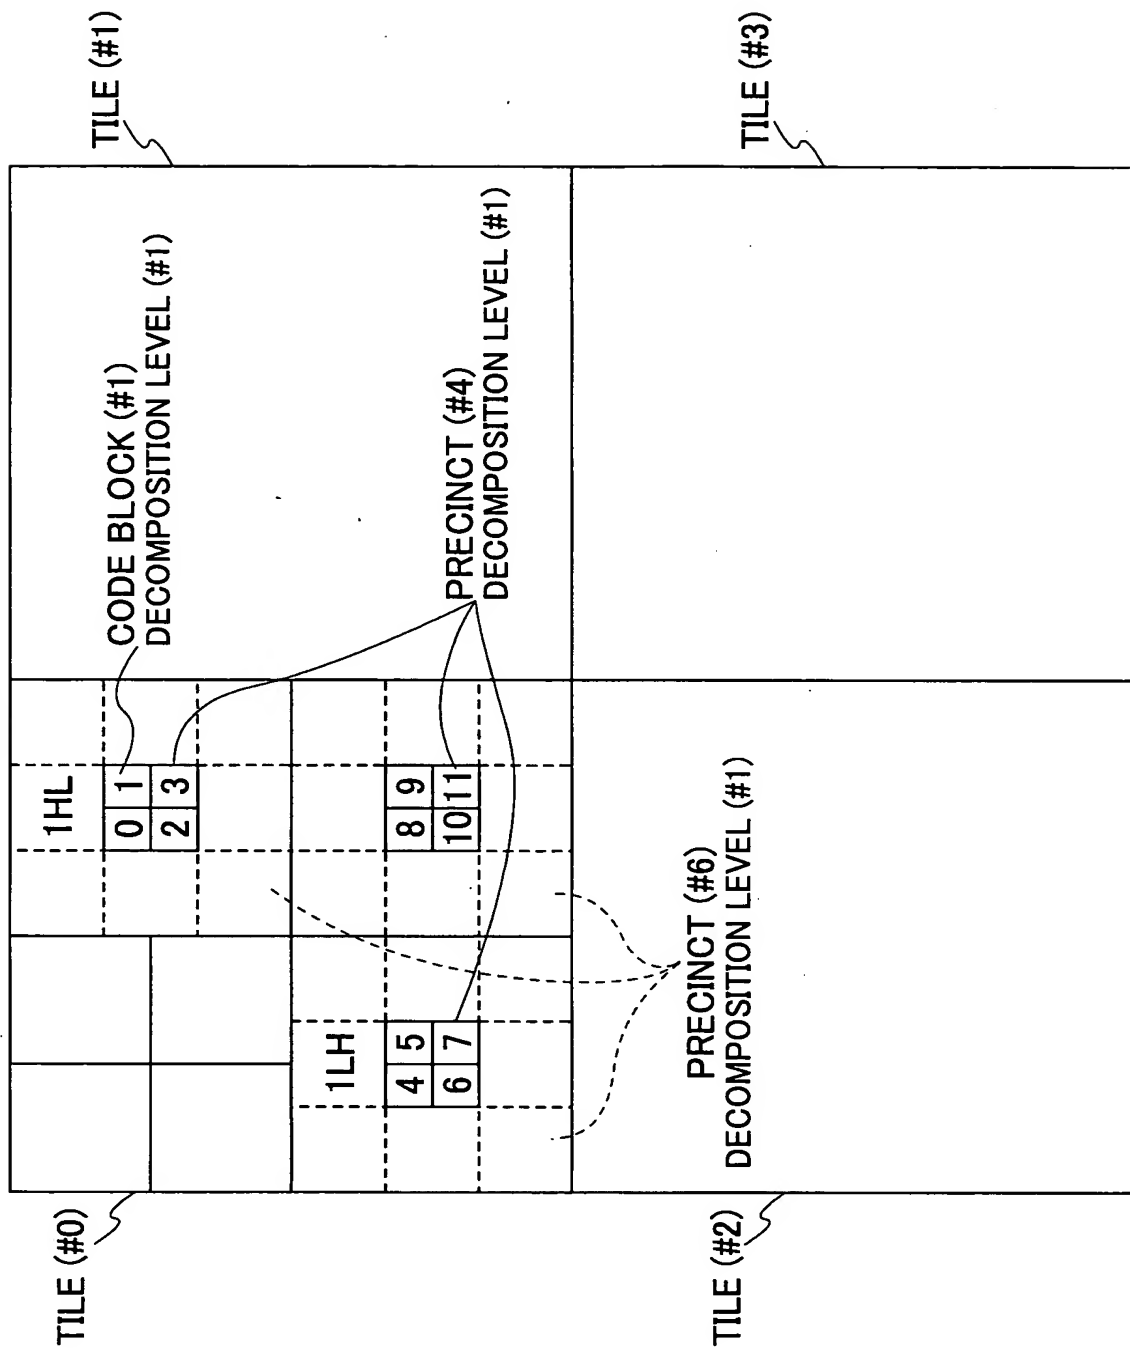 TILE (#0)
TILE (#1)
1HL
0 1
2 3
CODE BLOCK (#1)
DECOMPOSITION LEVEL (#1)
1LH
4 5
6 7
8 9
10 11
PRECINCT (#4)
DECOMPOSITION LEVEL (#1)
PRECINCT (#6)
DECOMPOSITION LEVEL (#1)
TILE (#2)
TILE (#3)